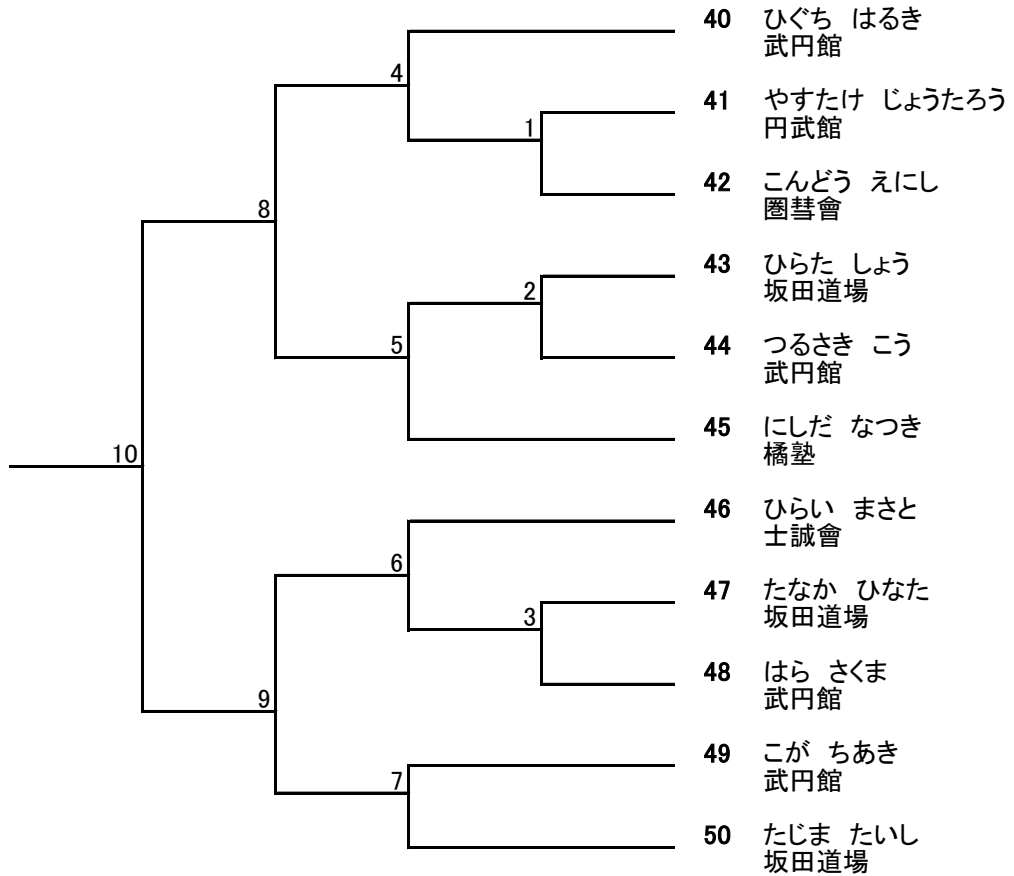 40 ひぐち はるき
武円館
4
41 やすたけ じょうたろう
円武館
1
42 こんどう えにし
圏彗會
8
43 ひらた しょう
坂田道場
2
44 つるさき こう
武円館
5
45 にしだ なつき
橘塾
10
46 ひらい まさと
士誠會
6
47 たなか ひなた
坂田道場
3
48 はら さくま
武円館
9
49 こが ちあき
武円館
7
50 たじま たいし
坂田道場